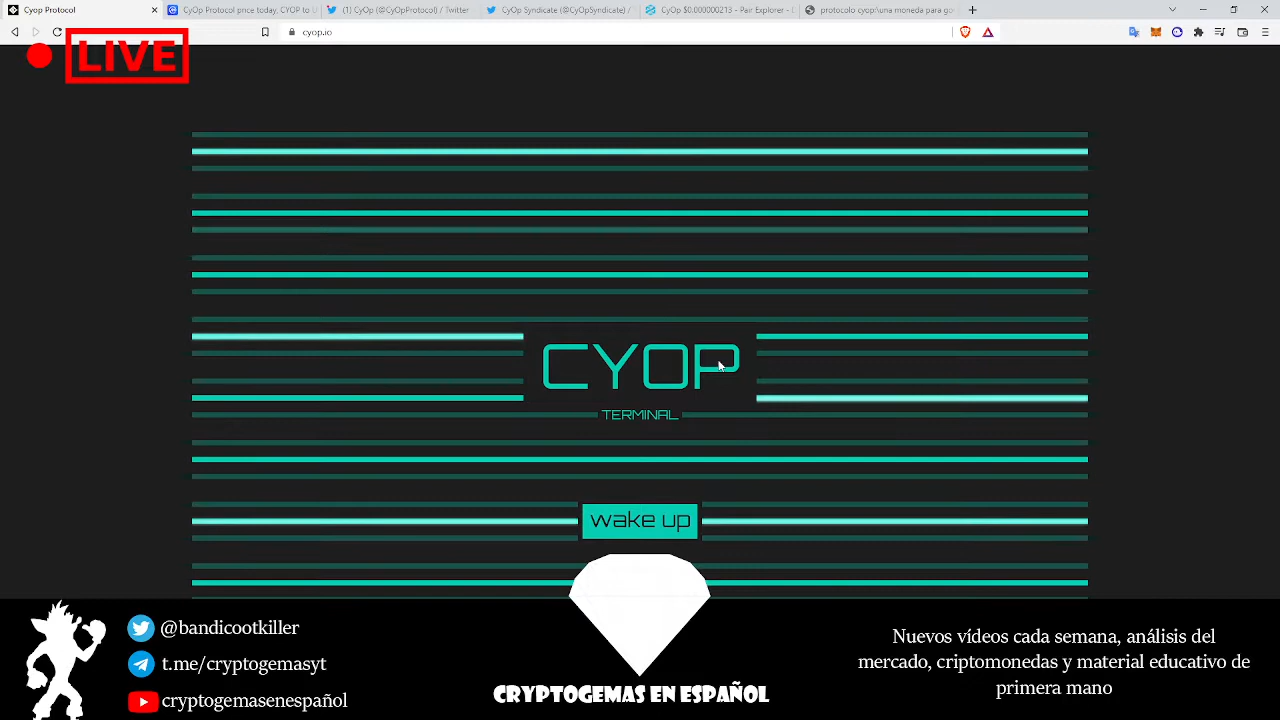 Cyop Protocol
CyOp Protocol price today, CYOP to U
(1) CyOp (@CyOpProtocol) / Twitter
CyOp Syndicate (@CyOpSyndicate) /
CyOp $0.000000213 - Pair Explorer - D
protocolo cyop!una moneda para go
cyop.io
LIVE
CYOP
TERMINAL
wake up
@bandicootkiller
t.me/cryptogemasyt
cryptogemasenespañol
CRYPTOGEMAS EN ESPAÑOL
Nuevos vídeos cada semana, análisis del
mercado, criptomonedas y material educativo de
primera mano